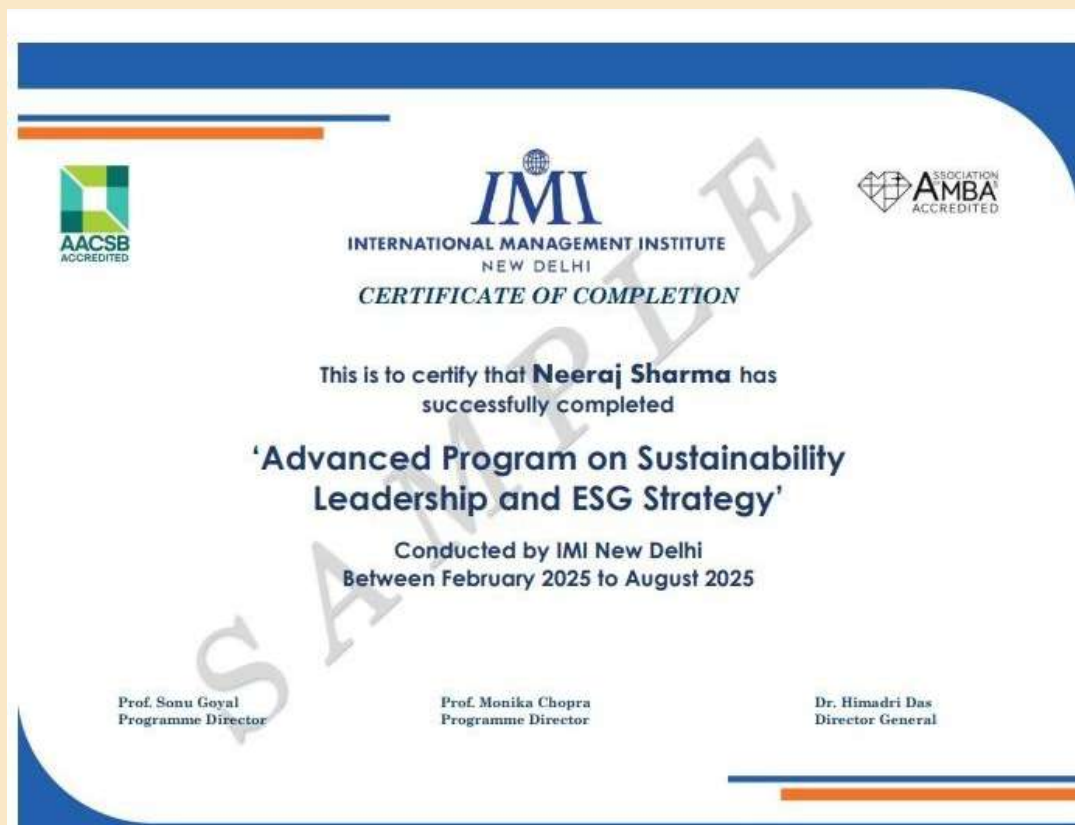 AACSB
ACCREDITED
IMI
INTERNATIONAL MANAGEMENT INSTITUTE
NEW DELHI
ASSOCIATION
AMBA
ACCREDITED
CERTIFICATE OF COMPLETION
This is to certify that Neeraj Sharma has
successfully completed
‘Advanced Program on Sustainability
Leadership and ESG Strategy’
Conducted by IMI New Delhi
Between February 2025 to August 2025
SAMPLE
Prof. Sonu Goyal
Programme Director
Prof. Monika Chopra
Programme Director
Dr. Himadri Das
Director General